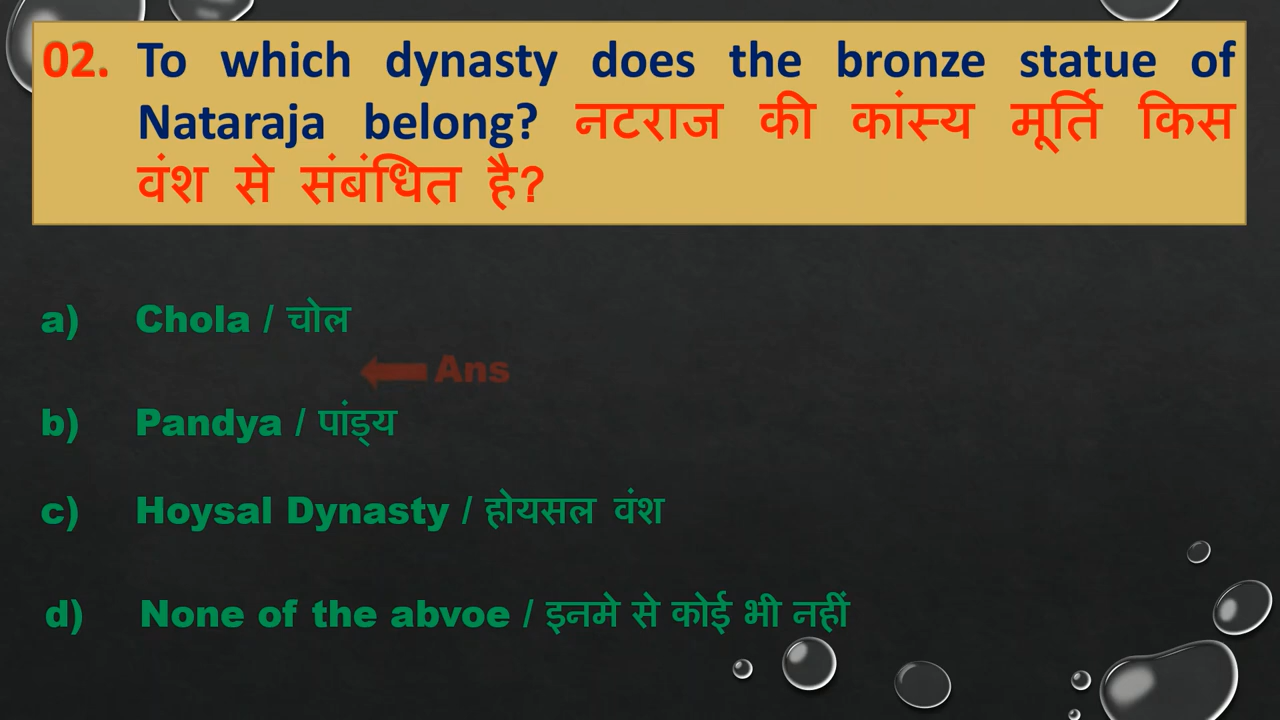 02. To which dynasty does the bronze statue of
Nataraja belong? नटराज की कांस्य मूर्ति किस
वंश से संबंधित है?
a) Chola / चोल
Ans
b) Pandya / पांड्य
c) Hoysal Dynasty / होयसल वंश
d) None of the abvoe / इनमे से कोई भी नहीं